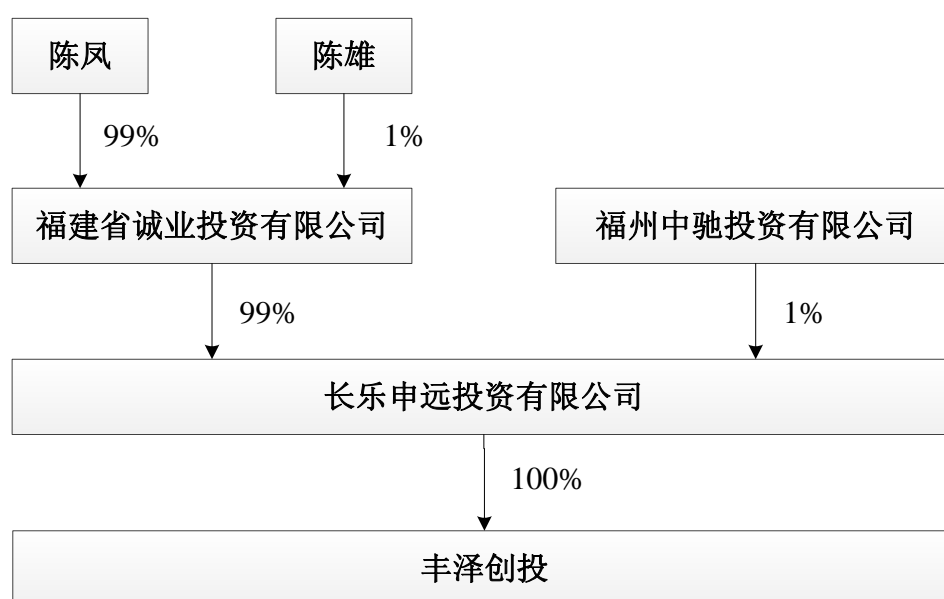 陈凤
陈雄
99%
1%
福建省诚业投资有限公司
福州中驰投资有限公司
99%
1%
长乐申远投资有限公司
100%
丰泽创投